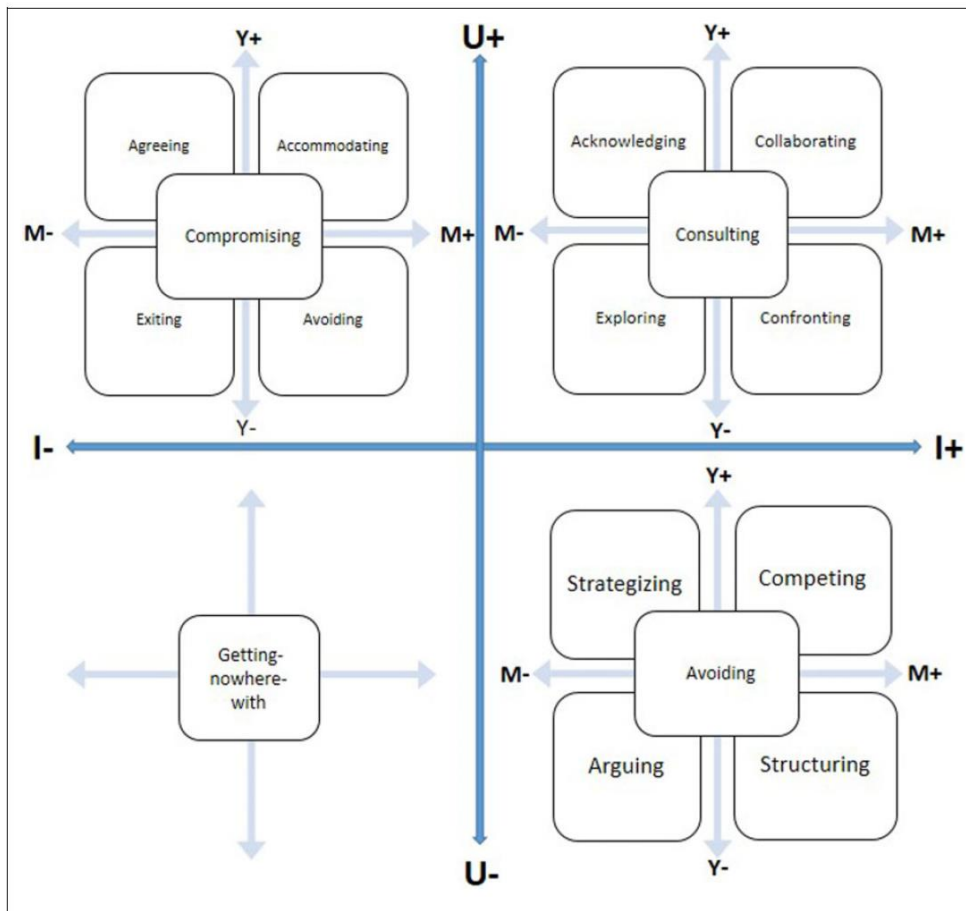 U+
Y+
Agreeing
Accommodating
M-
Compromising
M+
Exiting
Avoiding
Y-
Y+
Acknowledging
Collaborating
M-
Consulting
M+
Exploring
Confronting
Y-
I-
I+
Getting-
nowhere-
with
Y+
Strategizing
Competing
M-
Avoiding
M+
Arguing
Structuring
Y-
U-